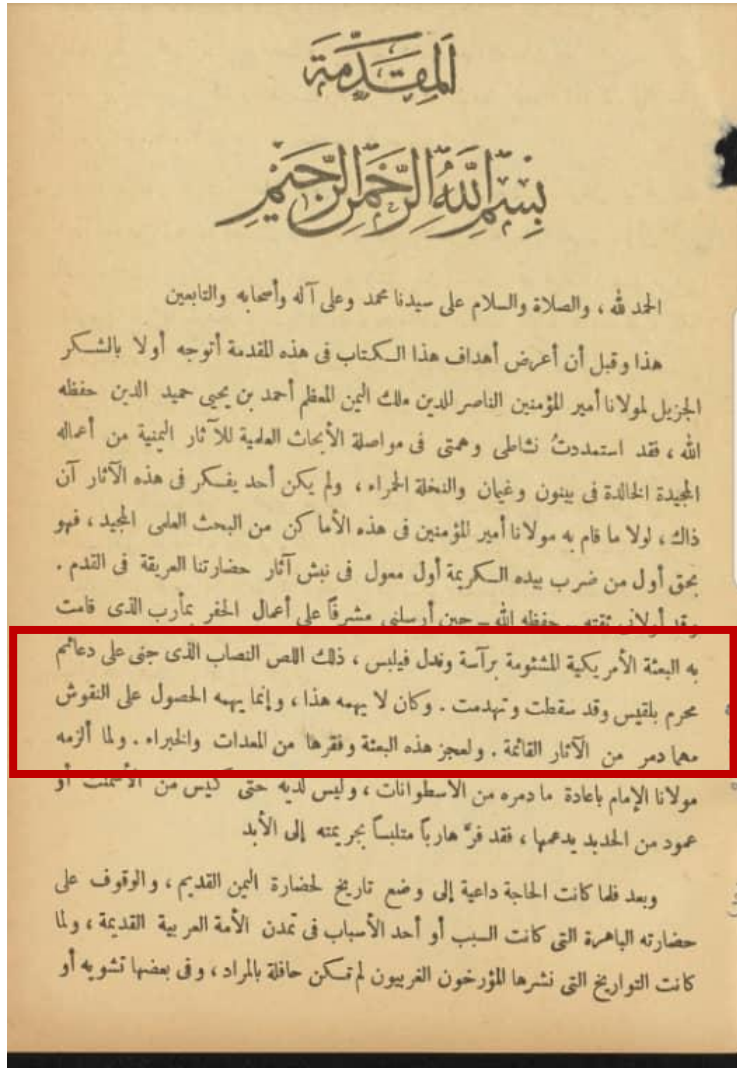 المقدمة
بسم الله الرحمن الرحيم
الحمد لله ، والصلاة والسلام على سيدنا محمد وعلى آله وأصحابه والتابعين
هذا وقبل أن أعرض أهداف هذا الكتاب فى هذه المقدمة أتوجه أولا بالشكر
الجزيل لمولانا أمير المؤمنين الناصر للدين ملك اليمن المعظم أحمد بن يحيى حميد الدين حفظه
الله ، فقد استمددتُ نشاطى وهمتى فى مواصلة الأبحاث العلمية للآثار اليمنية من أعماله
المجيدة الخالدة فى بينون وغيمان والنخلة الحمراء ، ولم يكن أحد يفكر فى هذه الآثار آن
ذاك ، لولا ما قام به مولانا أمير المؤمنين فى هذه الأماكن من البحث العلمى المجيد ، فهو
بحق أول من ضرب بيده الكريمة أول معول فى نبش آثار حضارتنا العريقة فى القدم .
وقد أولانى ثقته ـ حفظه الله ـ حين أرسلنى مشرفاً على أعمال الحفر بمأرب الذى قامت
به البعثة الأمريكية المشئومة برآسة وندل فيلبس ، ذلك اللص النصاب الذى جنى على دعائم
محرم بلقيس وقد سقطت وتهدمت . وكان لا يهمه هذا ، وإنما يهمه الحصول على النقوش
مهما دمر من الآثار القائمة . ولعجز هذه البعثة وفقرها من المعدات والخبراء . ولما ألزمه
مولانا الإمام باعادة ما دمره من الأسطوانات ، وليس لديه حتى كيس من الأسمنت أو
عمود من الحديد يدعمها ، فقد فرَّ هارباً متلبساً بجريمته إلى الأبد
وبعد فلما كانت الحاجة داعية إلى وضع تاريخ لحضارة اليمن القديم ، والوقوف على
حضارته الباهرة التى كانت السبب أو أحد الأسباب فى تمدن الأمة العربية القديمة ، ولما
كانت التواريخ التى نشرها المؤرخون الغربيون لم تكن حافلة بالمراد ، وفى بعضها تشويه أو